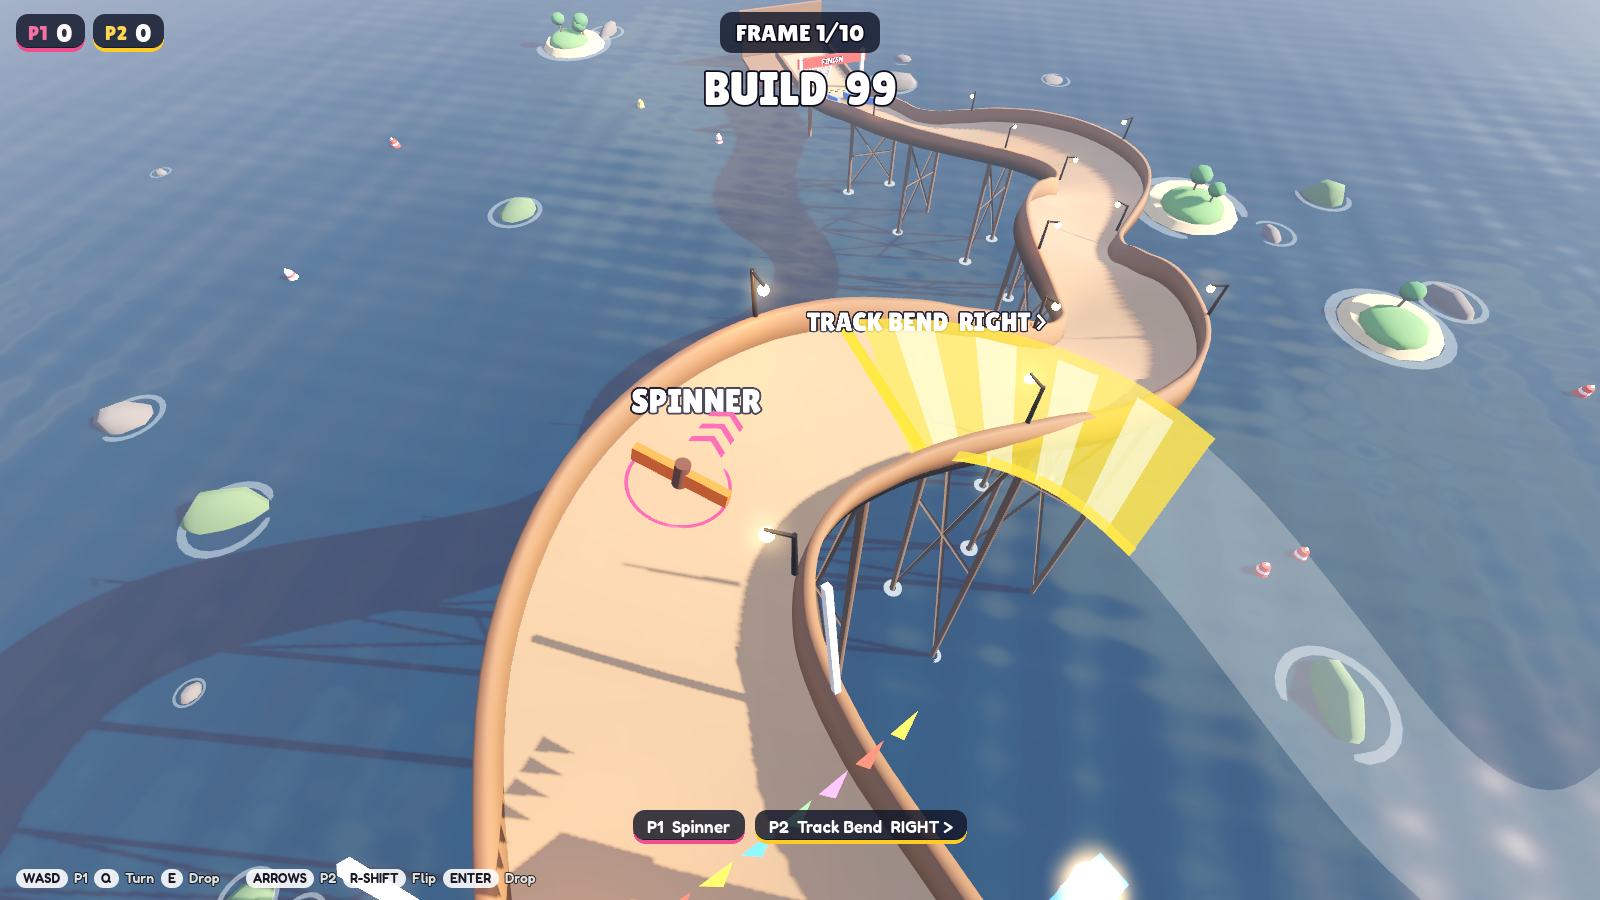 P1 0
P2 0
FRAME 1/10
FINISH
BUILD 99
TRACK BEND RIGHT >
SPINNER
P1 Spinner
P2 Track Bend RIGHT >
WASD P1 Q Turn E Drop
ARROWS P2 R-SHIFT Flip ENTER Drop